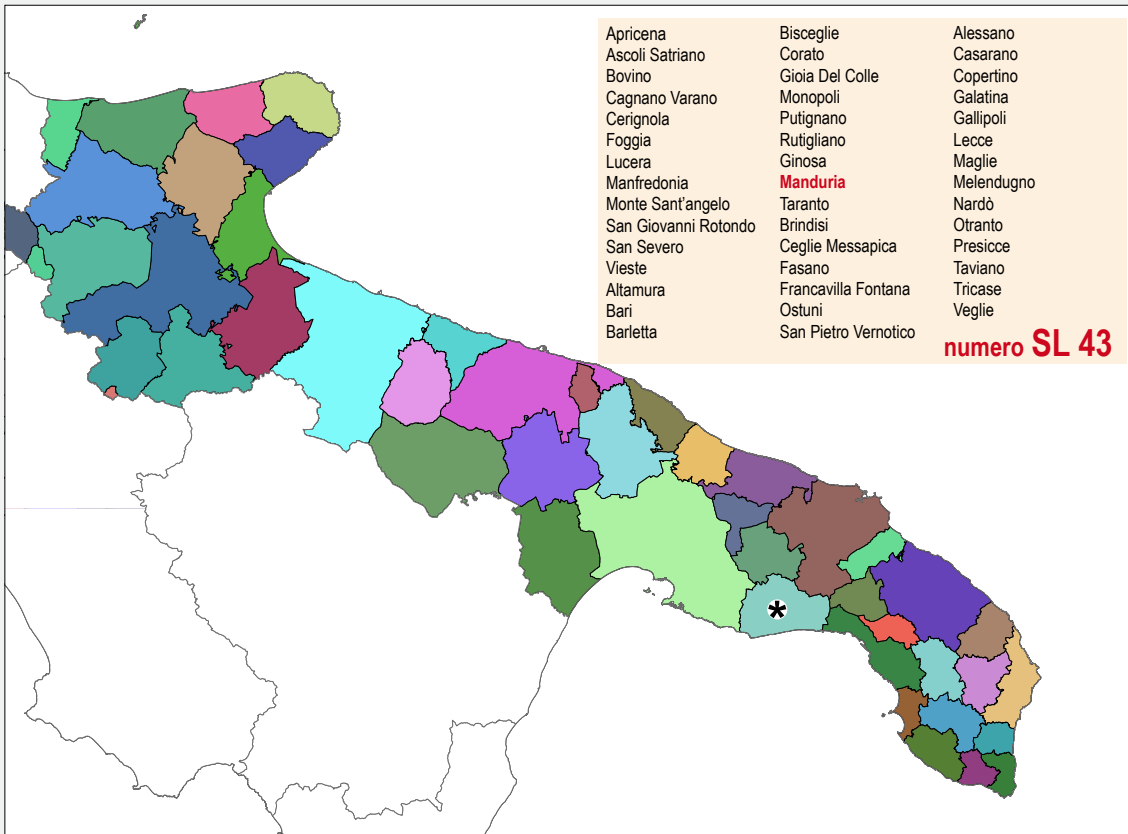 Apricena
Ascoli Satriano
Bovino
Cagnano Varano
Cerignola
Foggia
Lucera
Manfredonia
Monte Sant'angelo
San Giovanni Rotondo
San Severo
Vieste
Altamura
Bari
Barletta
Bisceglie
Corato
Gioia Del Colle
Monopoli
Putignano
Rutigliano
Ginosa
Manduria
Taranto
Brindisi
Ceglie Messapica
Fasano
Francavilla Fontana
Ostuni
San Pietro Vernotico
Alessano
Casarano
Copertino
Galatina
Gallipoli
Lecce
Maglie
Melendugno
Nardò
Otranto
Presicce
Taviano
Tricase
Veglie
numero SL 43
*